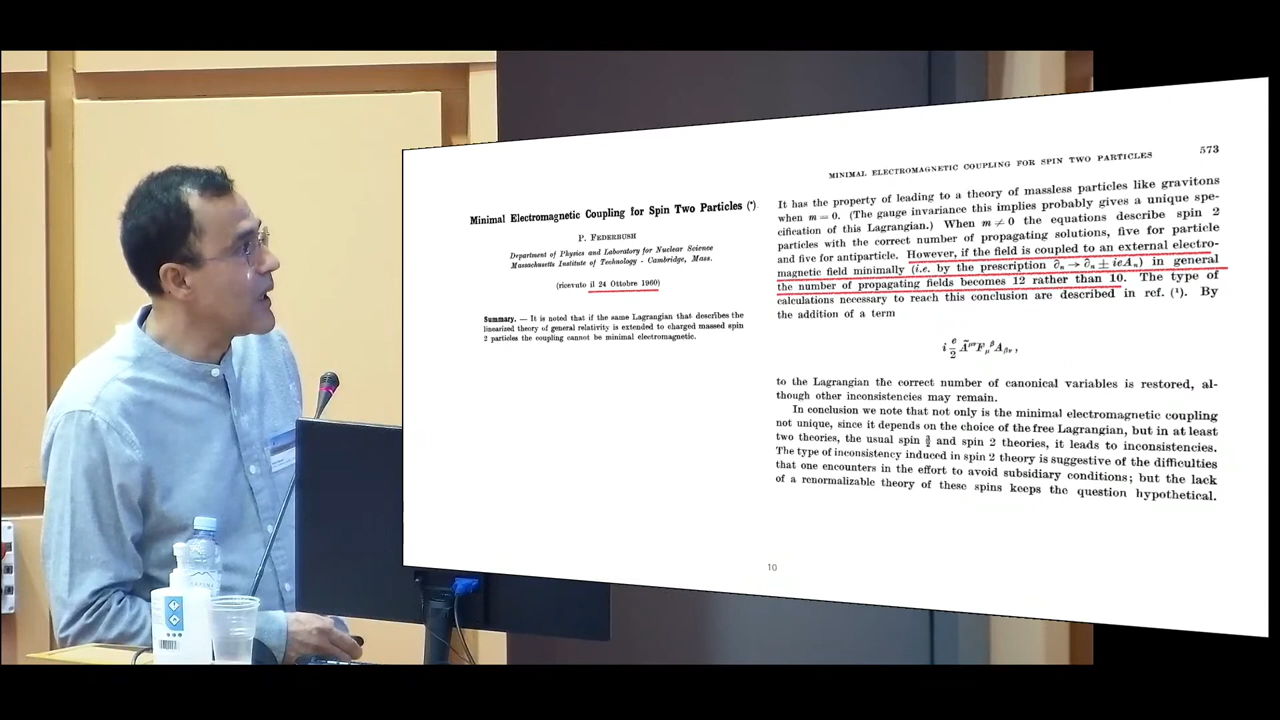 Minimal Electromagnetic Coupling for Spin Two Particles (*).
P. FEDERBUSH
Department of Physics and Laboratory for Nuclear Science
Massachusetts Institute of Technology - Cambridge, Mass.
(ricevuto il 24 Ottobre 1960)
Summary. — It is noted that if the same Lagrangian that describes the
linearized theory of general relativity is extended to charged massed spin
2 particles the coupling cannot be minimal electromagnetic.
MINIMAL ELECTROMAGNETIC COUPLING FOR SPIN TWO PARTICLES
573
It has the property of leading to a theory of massless particles like gravitons
when m = 0. (The gauge invariance this implies probably gives a unique spe-
cification of this Lagrangian.) When m ≠ 0 the equations describe spin 2
particles with the correct number of propagating solutions, five for particle
and five for antiparticle. However, if the field is coupled to an external electro-
magnetic field minimally (i.e. by the prescription ∂ₙ → ∂ₙ ± ieAₙ) in general
the number of propagating fields becomes 12 rather than 10. The type of
calculations necessary to reach this conclusion are described in ref. (¹). By
the addition of a term
i e/2 Ã^{μν} F_μ^β A_{βν} ,
to the Lagrangian the correct number of canonical variables is restored, al-
though other inconsistencies may remain.
In conclusion we note that not only is the minimal electromagnetic coupling
not unique, since it depends on the choice of the free Lagrangian, but in at least
two theories, the usual spin 3/2 and spin 2 theories, it leads to inconsistencies.
The type of inconsistency induced in spin 2 theory is suggestive of the difficulties
that one encounters in the effort to avoid subsidiary conditions; but the lack
of a renormalizable theory of these spins keeps the question hypothetical.
10